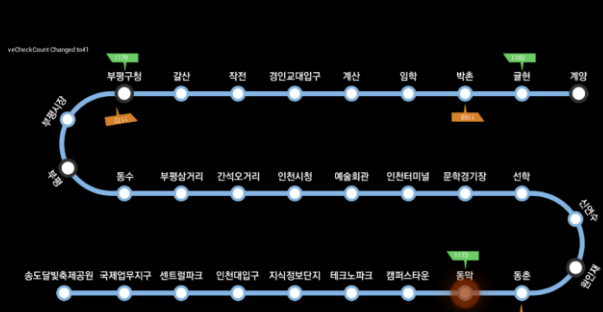 veCheckCount Changed to41
부평구청
갈산
작전
경인교대입구
계산
임학
박촌
귤현
계양
부평시장
부평
동수
부평삼거리
간석오거리
인천시청
예술회관
인천터미널
문학경기장
선학
신연수
원인재
송도달빛축제공원
국제업무지구
센트럴파크
인천대입구
지식정보단지
테크노파크
캠퍼스타운
1173
동막
동춘